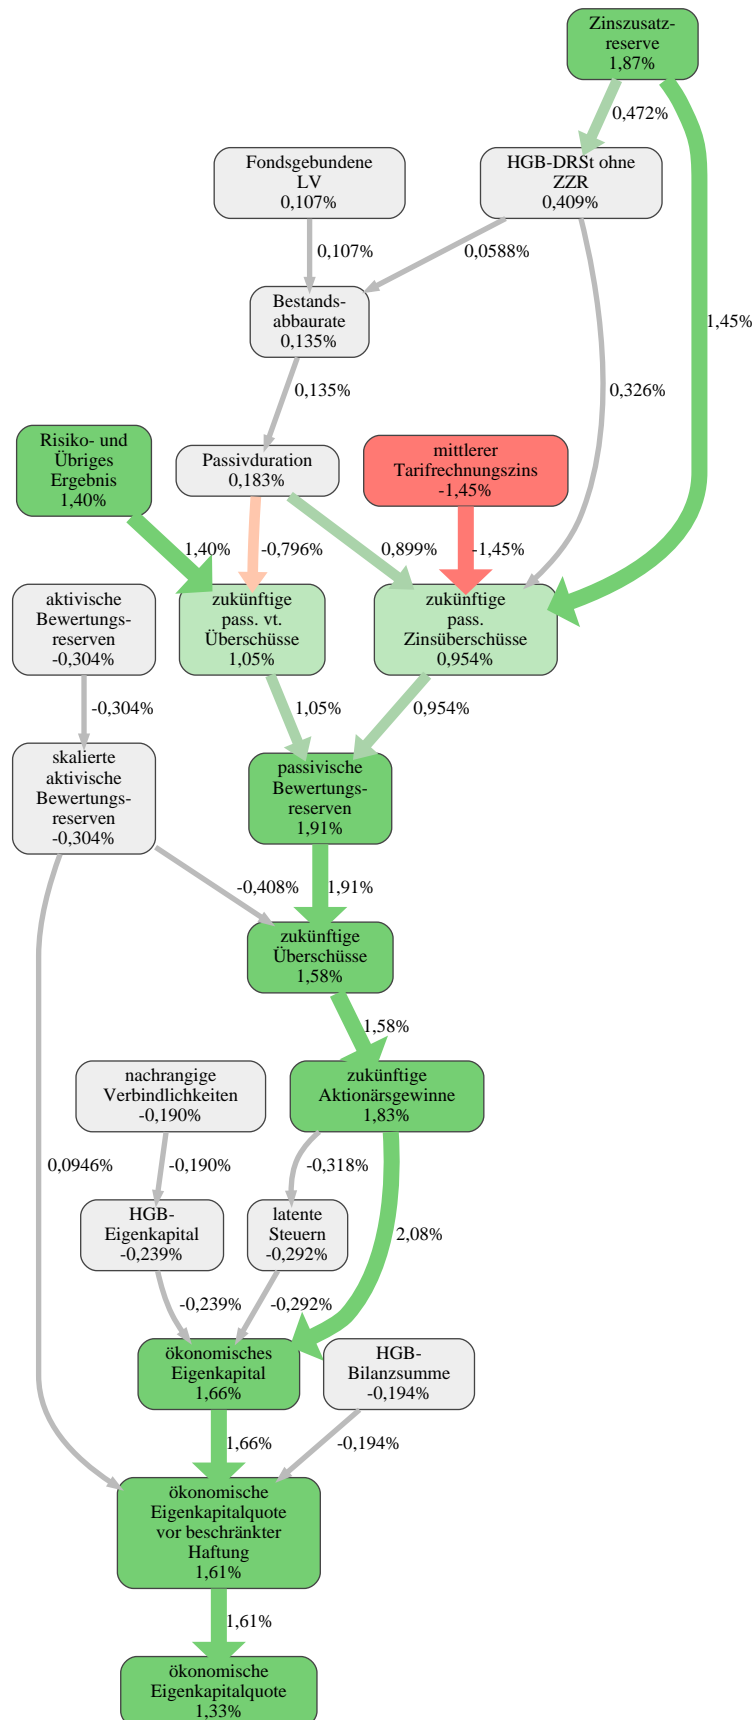 Zinszusatz-
reserve
1,87%
0,472%
Fondsgebundene
LV
0,107%
HGB-DRSt ohne
ZZR
0,409%
0,107%
0,0588%
Bestands-
abbaurate
0,135%
1,45%
0,135%
0,326%
Risiko- und
Übriges
Ergebnis
1,40%
Passivduration
0,183%
mittlerer
Tarifrechnungszins
-1,45%
1,40%
-0,796%
0,899%
-1,45%
aktivische
Bewertungs-
reserven
-0,304%
zukünftige
pass. vt.
Überschüsse
1,05%
zukünftige
pass.
Zinsüberschüsse
0,954%
-0,304%
1,05%
0,954%
skalierte
aktivische
Bewertungs-
reserven
-0,304%
passivische
Bewertungs-
reserven
1,91%
-0,408%
1,91%
zukünftige
Überschüsse
1,58%
1,58%
nachrangige
Verbindlichkeiten
-0,190%
zukünftige
Aktionärsgewinne
1,83%
0,0946%
-0,190%
-0,318%
HGB-
Eigenkapital
-0,239%
latente
Steuern
-0,292%
2,08%
-0,239%
-0,292%
ökonomisches
Eigenkapital
1,66%
HGB-
Bilanzsumme
-0,194%
1,66%
-0,194%
ökonomische
Eigenkapitalquote
vor beschränkter
Haftung
1,61%
1,61%
ökonomische
Eigenkapitalquote
1,33%